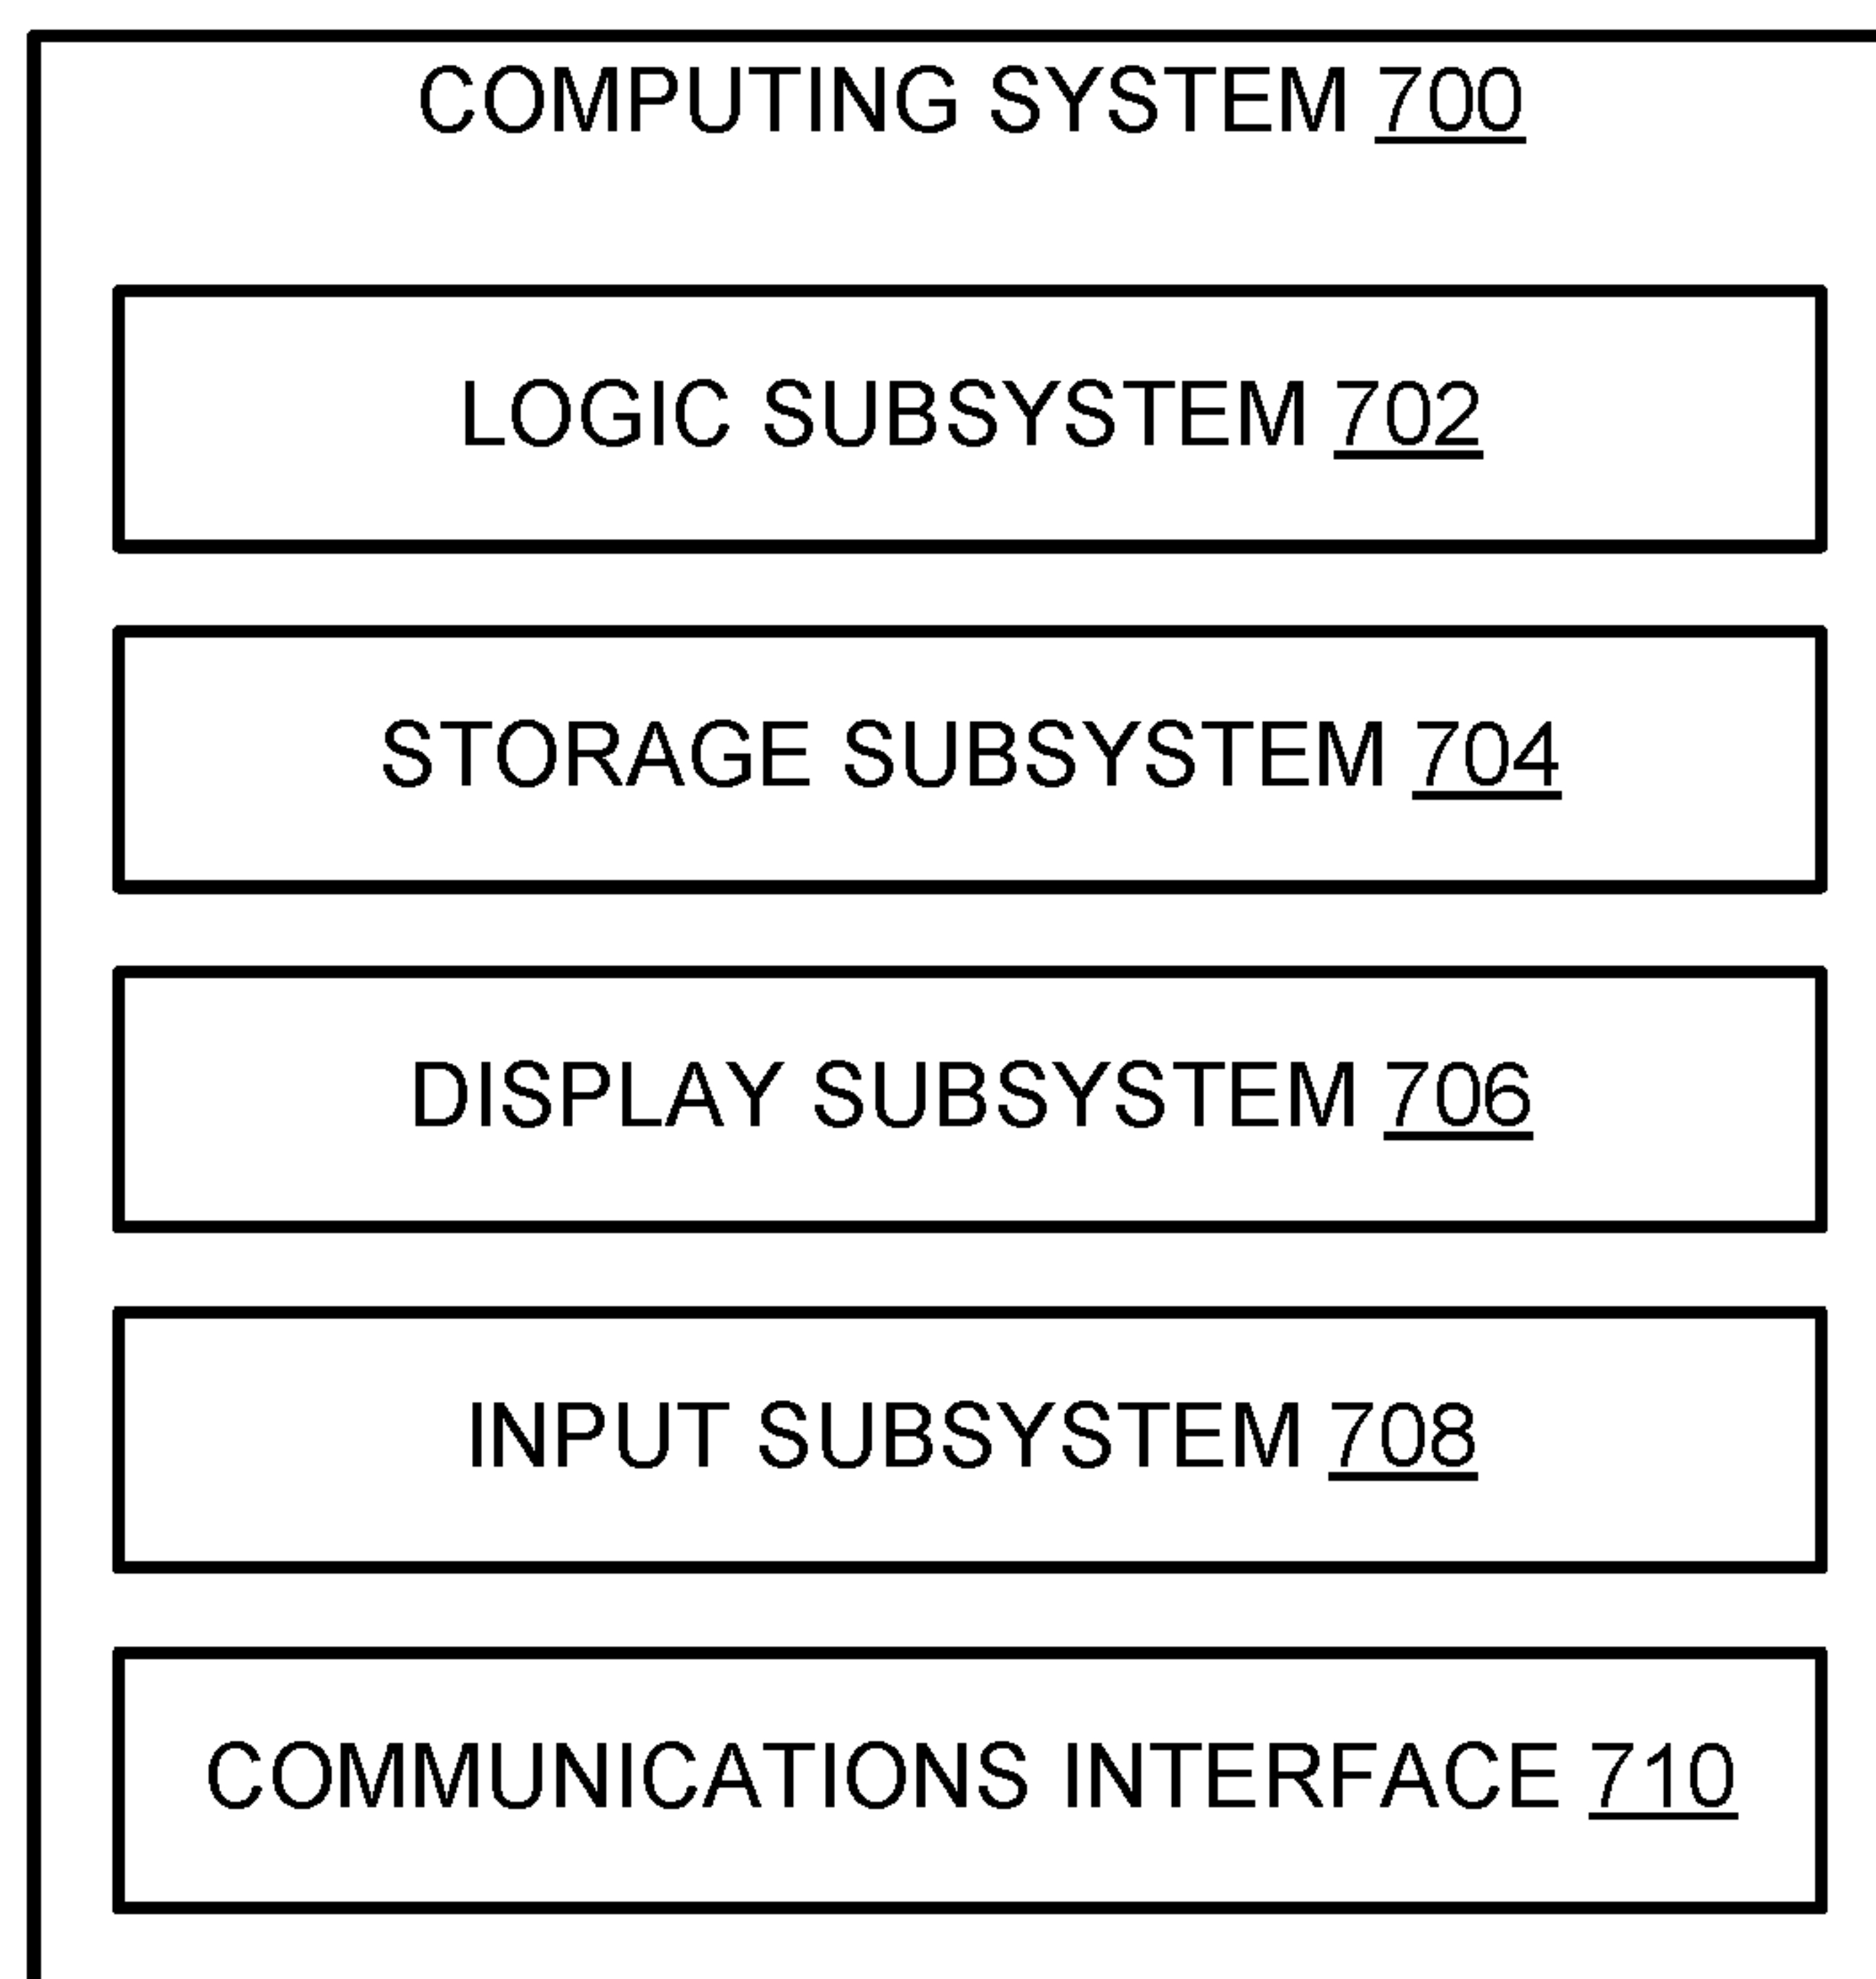 COMPUTING SYSTEM 700
LOGIC SUBSYSTEM 702
STORAGE SUBSYSTEM 704
DISPLAY SUBSYSTEM 706
INPUT SUBSYSTEM 708
COMMUNICATIONS INTERFACE 710